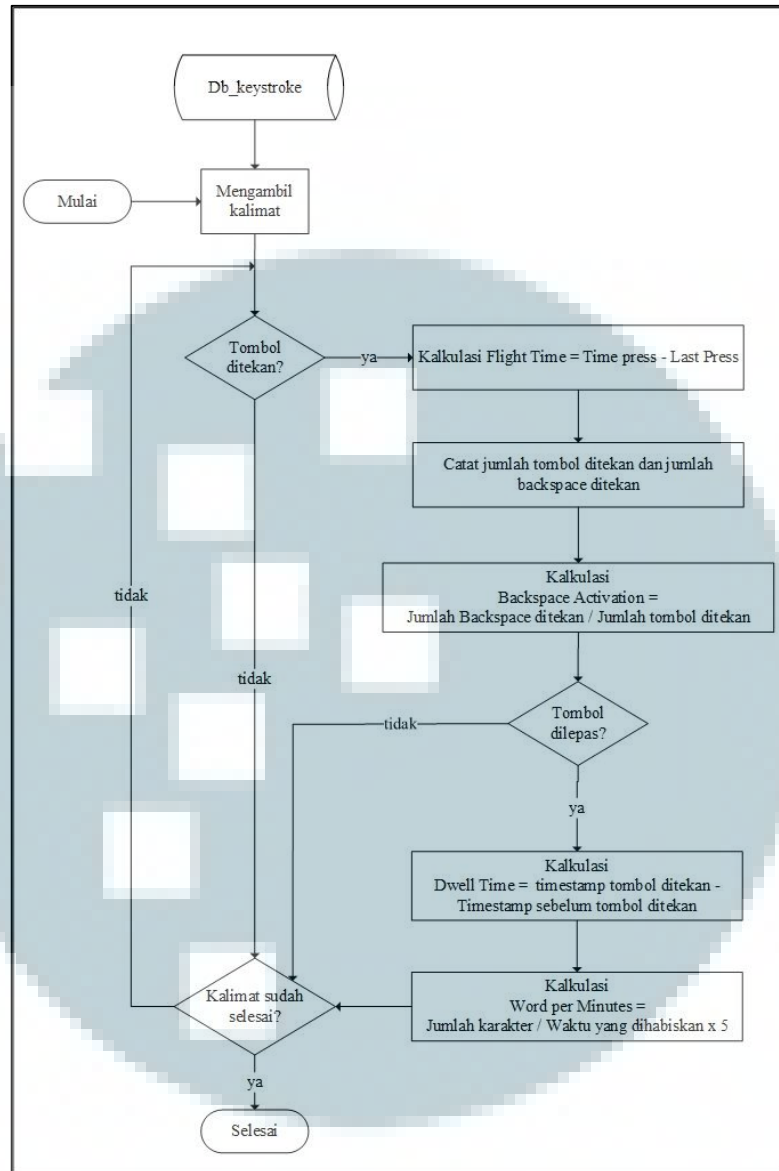 Db_keystroke
Mulai
Mengambil
kalimat
Tombol
ditekan?
ya
Kalkulasi Flight Time = Time press - Last Press
Catat jumlah tombol ditekan dan jumlah
backspace ditekan
Kalkulasi
Backspace Activation =
Jumlah Backspace ditekan / Jumlah tombol ditekan
tidak
tidak
Tombol
dilepas?
tidak
ya
Kalkulasi
Dwell Time = timestamp tombol ditekan -
Timestamp sebelum tombol ditekan
Kalimat sudah
selesai?
Kalkulasi
Word per Minutes =
Jumlah karakter / Waktu yang dihabiskan x 5
ya
Selesai